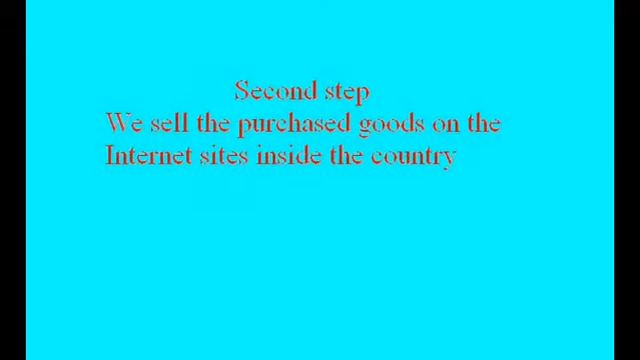 Second step
We sell the purchased goods on the
Internet sites inside the country